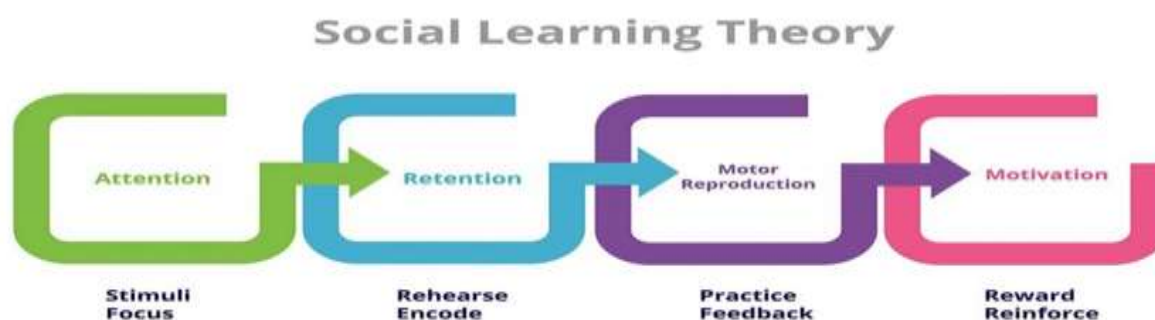 Social Learning Theory
Attention
Retention
Motor
Reproduction
Motivation
Stimuli
Focus
Rehearse
Encode
Practice
Feedback
Reward
Reinforce